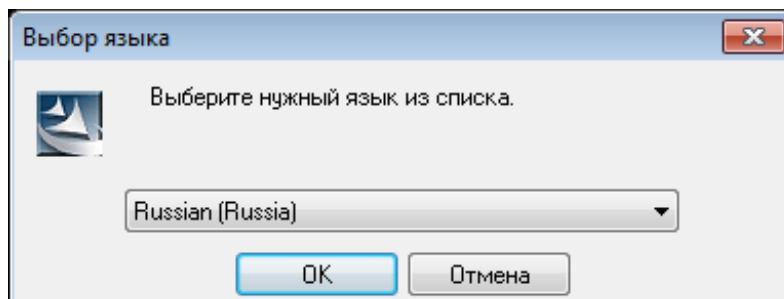 Выбор языка
Выберите нужный язык из списка.
Russian (Russia)
OK
Отмена